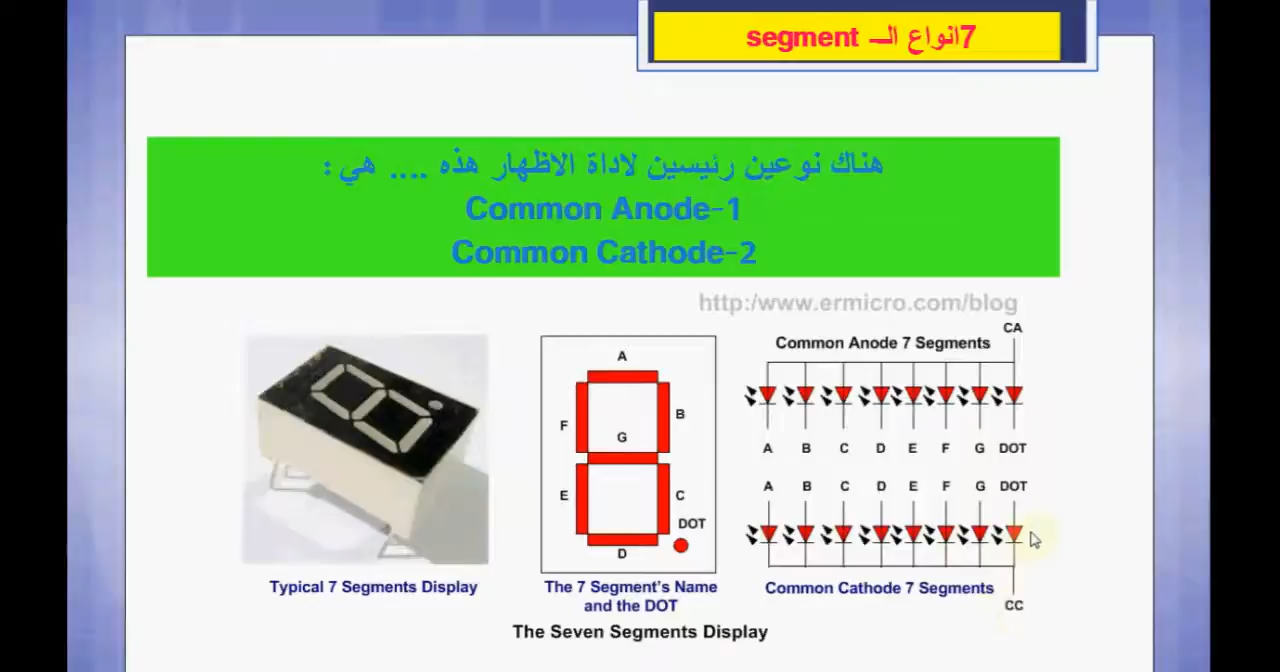 انواع الــ 7segment
هناك نوعين رئيسين لاداة الاظهار هذه .... هي :
Common Anode-1
Common Cathode-2
http:/www.ermicro.com/blog
CA
Common Anode 7 Segments
A B C D E F G DOT
A B C D E F G DOT
Common Cathode 7 Segments
CC
A
F
B
G
E
C
DOT
D
Typical 7 Segments Display
The 7 Segment's Name
and the DOT
The Seven Segments Display